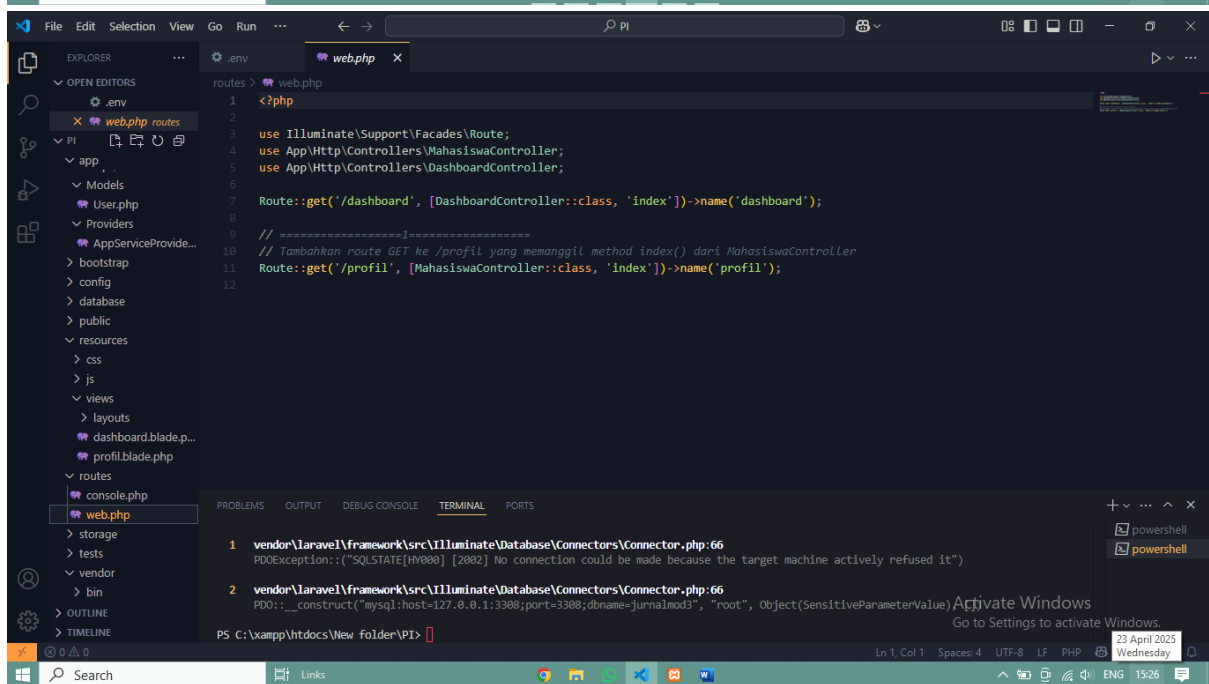 File Edit Selection View Go Run ···
PI
EXPLORER ···
OPEN EDITORS
.env
web.php routes
PI
app
Models
User.php
Providers
AppServiceProvide...
bootstrap
config
database
public
resources
css
js
views
layouts
dashboard.blade.p...
profil.blade.php
routes
console.php
web.php
storage
tests
vendor
bin
OUTLINE
TIMELINE
.env web.php
routes > web.php
1 <?php
2
3 use Illuminate\Support\Facades\Route;
4 use App\Http\Controllers\MahasiswaController;
5 use App\Http\Controllers\DashboardController;
6
7 Route::get('/dashboard', [DashboardController::class, 'index'])->name('dashboard');
8
9 // ==================1==================
10 // Tambahkan route GET ke /profil yang memanggil method index() dari MahasiswaController
11 Route::get('/profil', [MahasiswaController::class, 'index'])->name('profil');
12
PROBLEMS OUTPUT DEBUG CONSOLE TERMINAL PORTS
powershell
powershell
1 vendor\laravel\framework\src\Illuminate\Database\Connectors\Connector.php:66
PDOException::("SQLSTATE[HY000] [2002] No connection could be made because the target machine actively refused it")
2 vendor\laravel\framework\src\Illuminate\Database\Connectors\Connector.php:66
PDO::__construct("mysql:host=127.0.0.1:3308;port=3308;dbname=jurnalmod3", "root", Object(SensitiveParameterValue), [])
PS C:\xampp\htdocs\New folder\PI>
Activate Windows
Go to Settings to activate Windows.
23 April 2025
Wednesday
0 0
Ln 1, Col 1 Spaces: 4 UTF-8 LF PHP
Search
Links
ENG 15:26